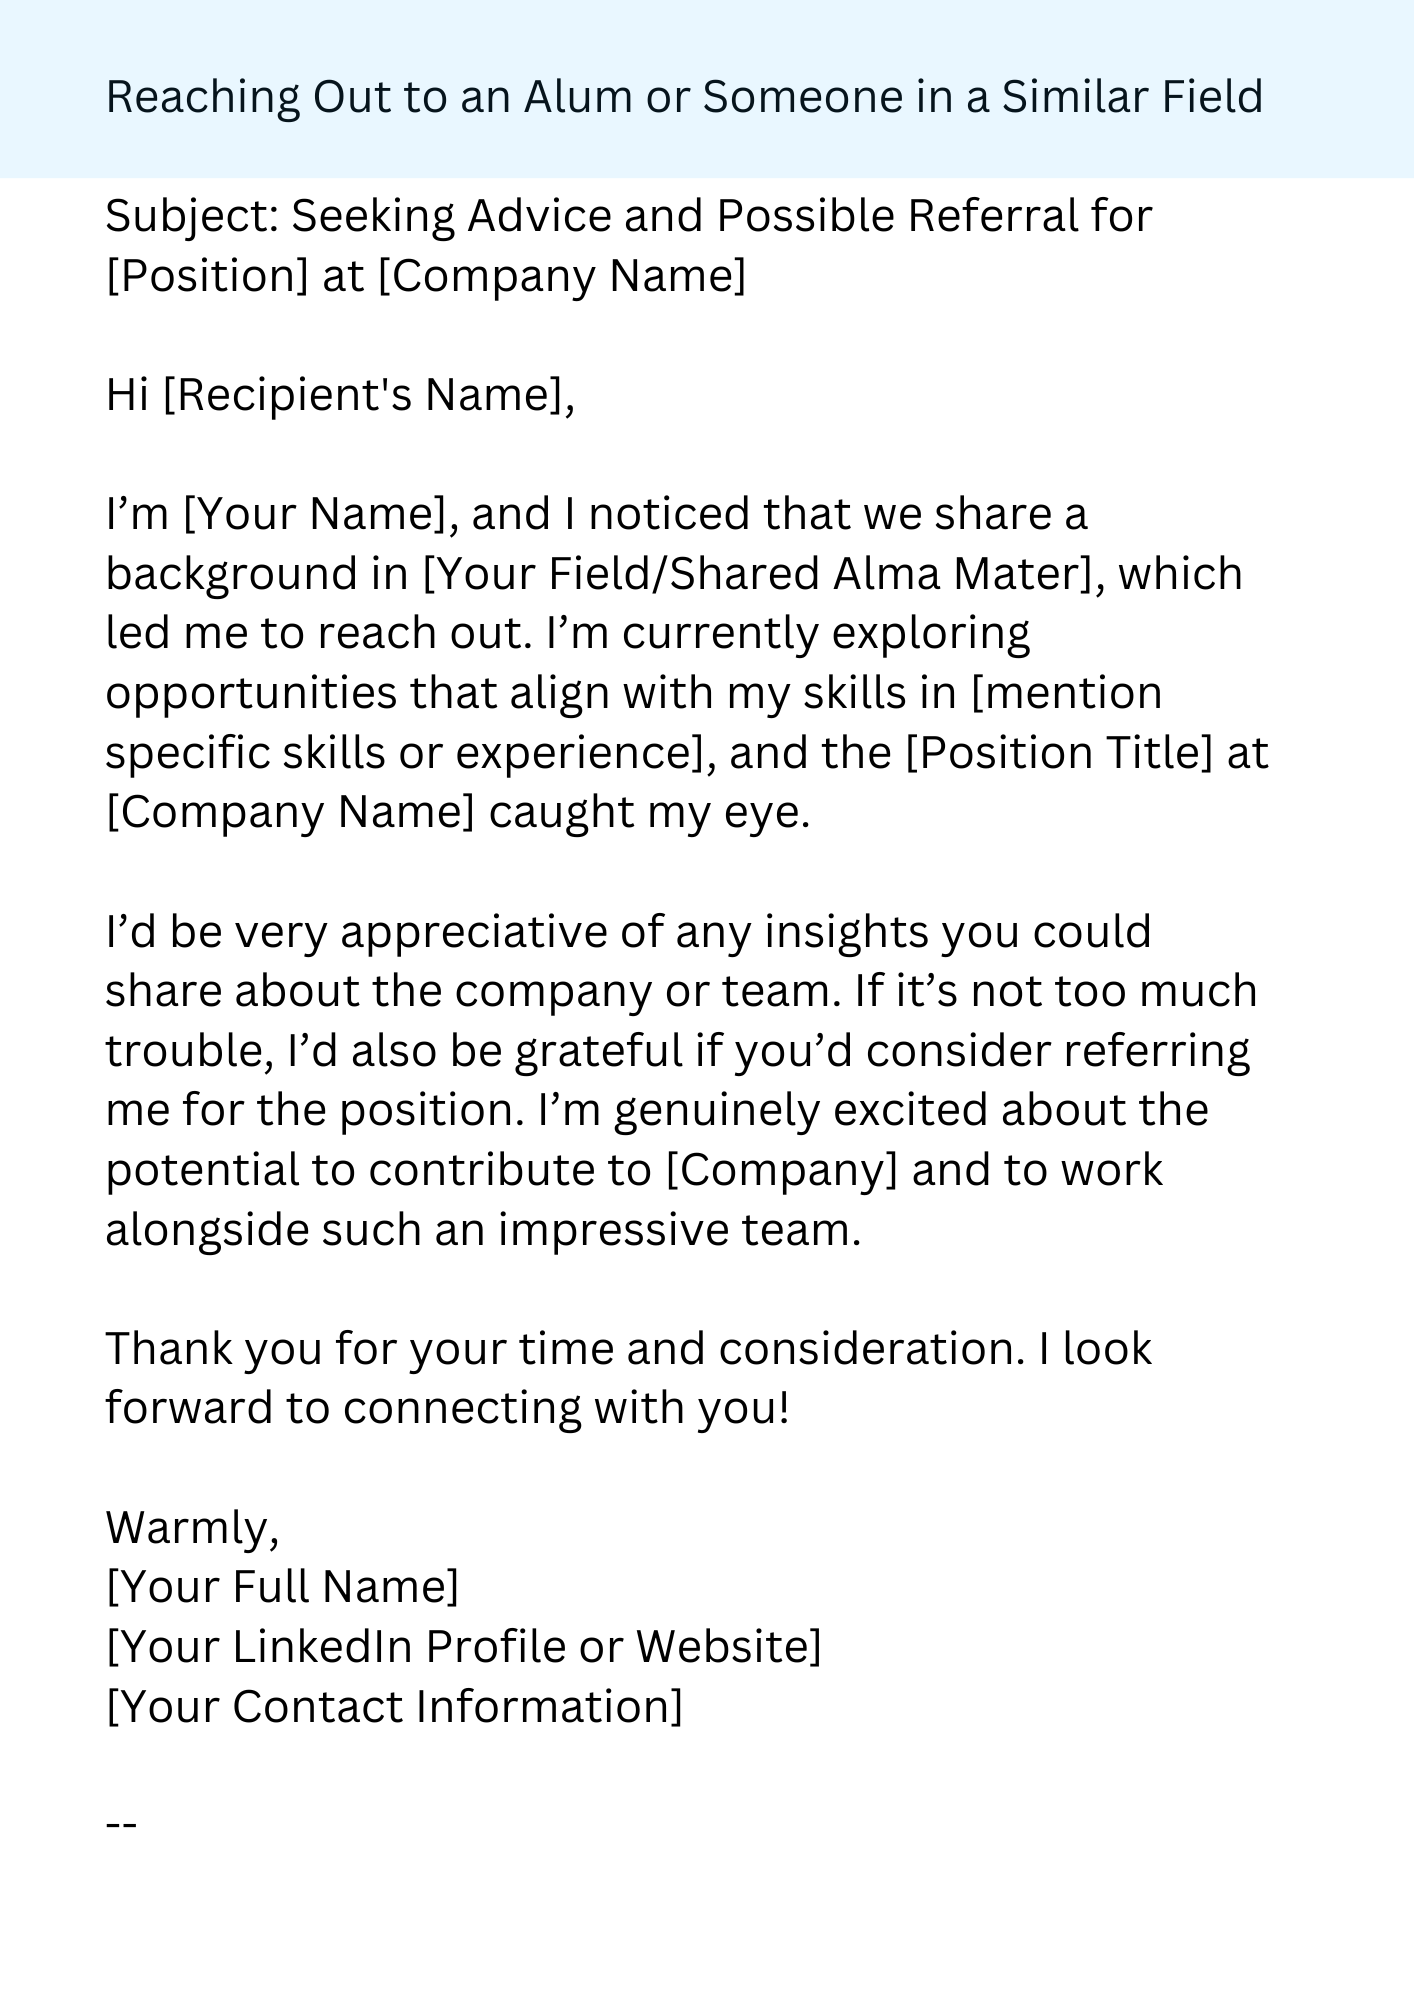 Reaching Out to an Alum or Someone in a Similar Field
Subject: Seeking Advice and Possible Referral for
[Position] at [Company Name]
Hi [Recipient's Name],
I’m [Your Name], and I noticed that we share a
background in [Your Field/Shared Alma Mater], which
led me to reach out. I’m currently exploring
opportunities that align with my skills in [mention
specific skills or experience], and the [Position Title] at
[Company Name] caught my eye.
I’d be very appreciative of any insights you could
share about the company or team. If it’s not too much
trouble, I’d also be grateful if you’d consider referring
me for the position. I’m genuinely excited about the
potential to contribute to [Company] and to work
alongside such an impressive team.
Thank you for your time and consideration. I look
forward to connecting with you!
Warmly,
[Your Full Name]
[Your LinkedIn Profile or Website]
[Your Contact Information]
--